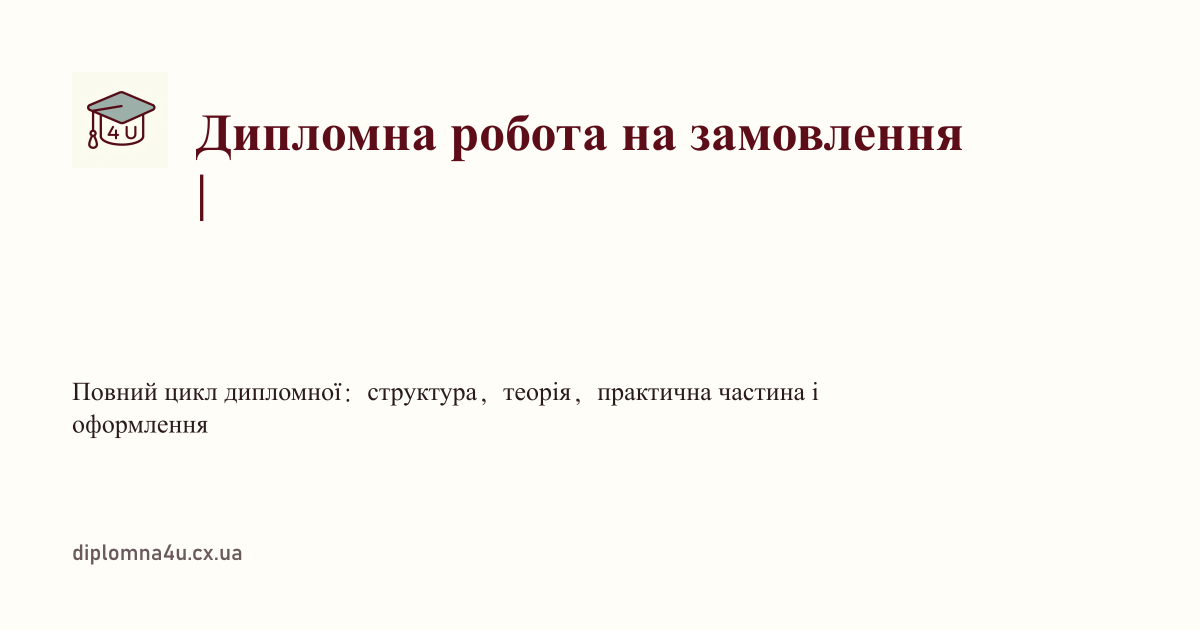 4 U
Дипломна робота на замовлення
|
Повний цикл дипломної: структура, теорія, практична частина і
оформлення
diplomna4u.cx.ua